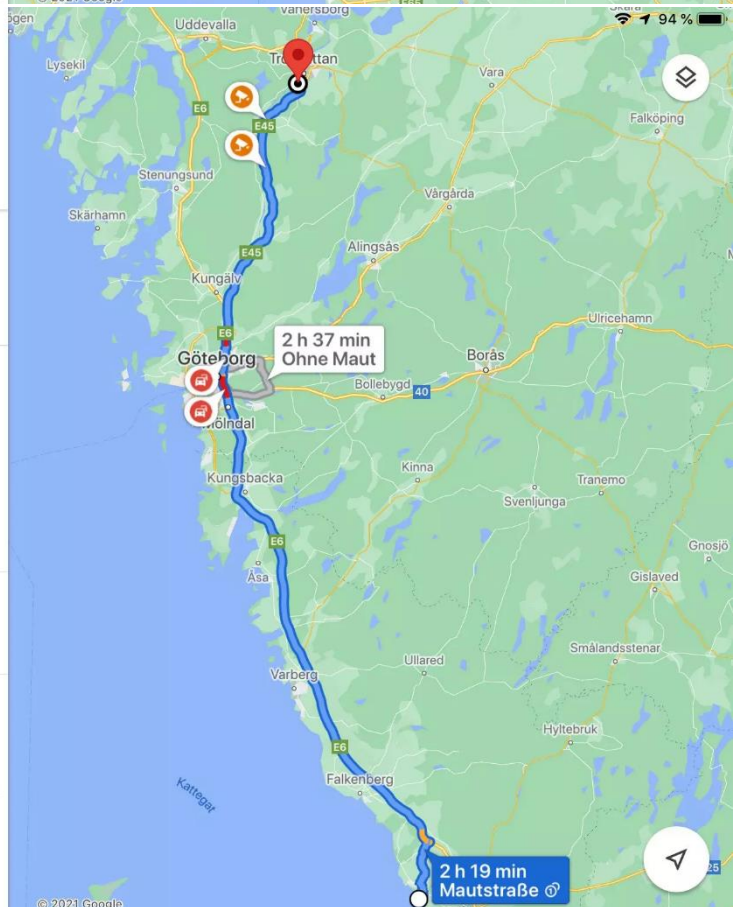 Uddevalla
Vänersborg
94 %
Lysekil
Vara
E6
Falköping
E45
Stenungsund
Vårgårda
Skärhamn
E45
Alingsås
Kungälv
Ulricehamn
E6
2 h 37 min
Ohne Maut
Göteborg
Borås
Bollebygd
40
Mölndal
Kinna
Tranemo
Kungsbacka
Svenljunga
E6
Gnosjö
Åsa
Gislaved
Ullared
Smålandsstenar
Varberg
Hyltebruk
E6
Kattegat
Falkenberg
2 h 19 min
Mautstraße
25
© 2021 Google